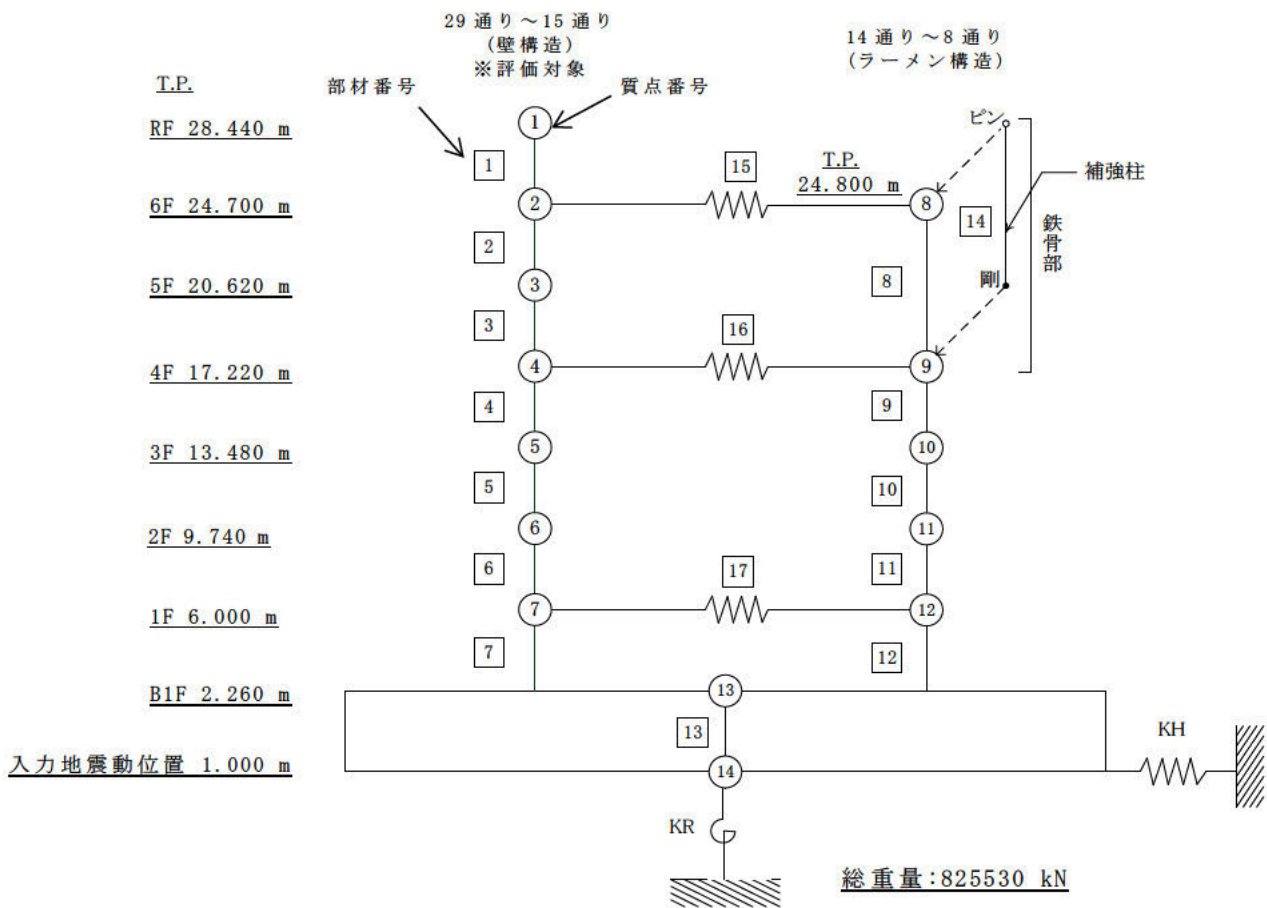 29通り～15通り
(壁構造)
※評価対象
14通り～8通り
(ラーメン構造)
T.P.
部材番号
質点番号
RF 28.440 m
1
ピン
1
15
T.P.
24.800 m
補強柱
6F 24.700 m
2
8
14
鉄骨部
2
5F 20.620 m
3
8
剛
3
16
4F 17.220 m
4
9
4
9
3F 13.480 m
5
10
5
10
2F 9.740 m
6
11
6
17
11
1F 6.000 m
7
12
7
12
B1F 2.260 m
13
13
KH
入力地震動位置 1.000 m
14
KR
総重量:825530 kN